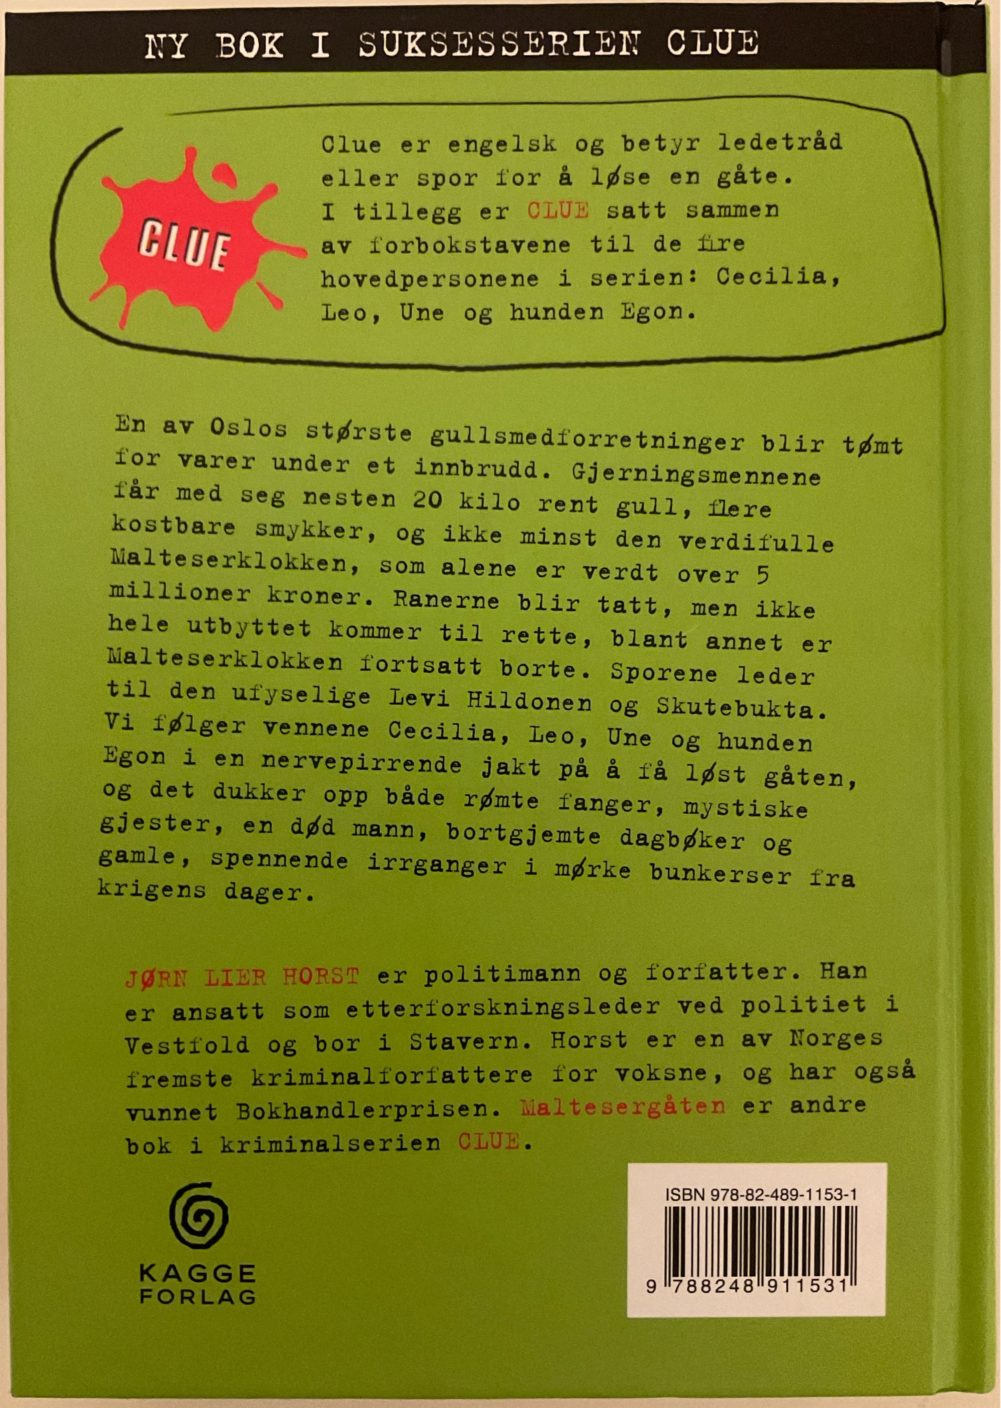 NY BOK I SUKSESSERIEN CLUE
CLUE
Clue er engelsk og betyr ledetråd
eller spor for å løse en gåte.
I tillegg er CLUE satt sammen
av forbokstavene til de fire
hovedpersonene i serien: Cecilia,
Leo, Une og hunden Egon.
En av Oslos største gullsmedforretninger blir tømt
for varer under et innbrudd. Gjerningsmennene
får med seg nesten 20 kilo rent gull, flere
kostbare smykker, og ikke minst den verdifulle
Malteserklokken, som alene er verdt over 5
millioner kroner. Ranerne blir tatt, men ikke
hele utbyttet kommer til rette, blant annet er
Malteserklokken fortsatt borte. Sporene leder
til den ufyselige Levi Hildonen og Skutebukta.
Vi følger vennene Cecilia, Leo, Une og hunden
Egon i en nervepirrende jakt på å få løst gåten,
og det dukker opp både rømte fanger, mystiske
gjester, en død mann, bortgjemte dagbøker og
gamle, spennende irrganger i mørke bunkerser fra
krigens dager.
JØRN LIER HORST er politimann og forfatter. Han
er ansatt som etterforskningsleder ved politiet i
Vestfold og bor i Stavern. Horst er en av Norges
fremste kriminalforfattere for voksne, og har også
vunnet Bokhandlerprisen. Maltesergåten er andre
bok i kriminalserien CLUE.
KAGGE
FORLAG
ISBN 978-82-489-1153-1
9 788248 911531